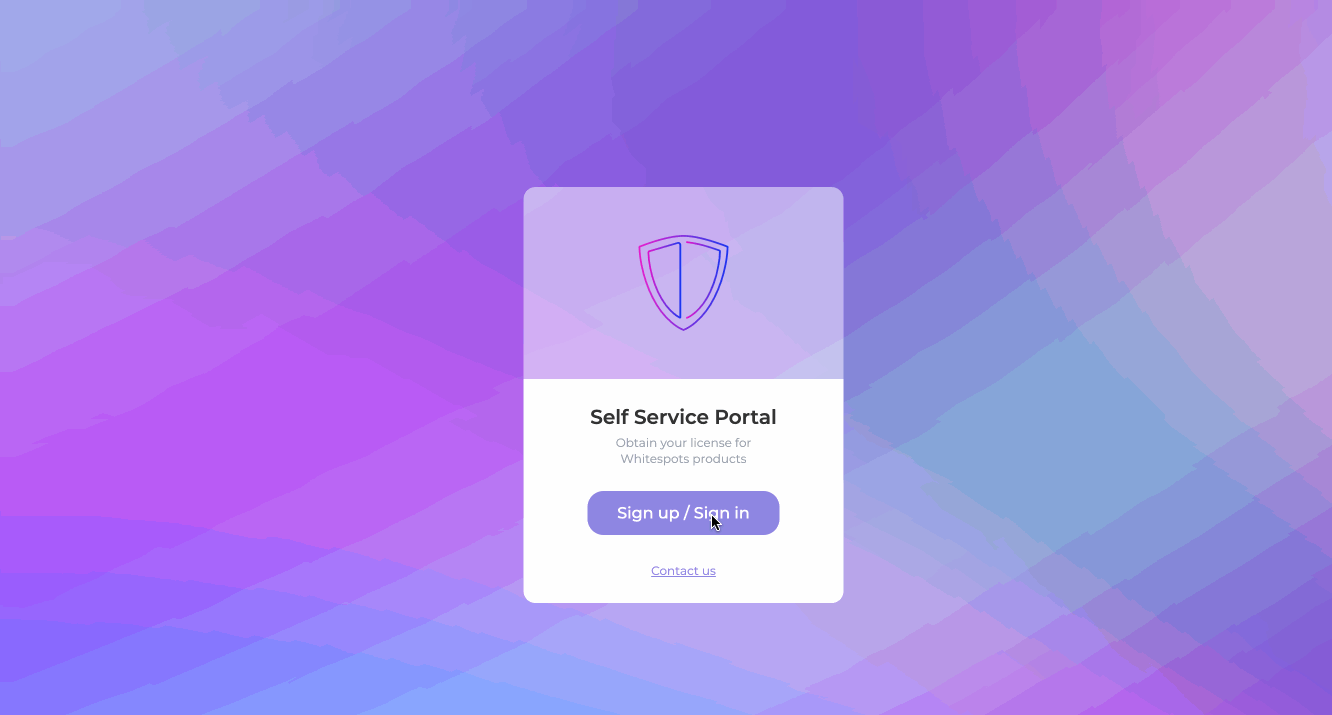 Self Service Portal
Obtain your license for
Whitespots products
Sign up / Sign in
Contact us